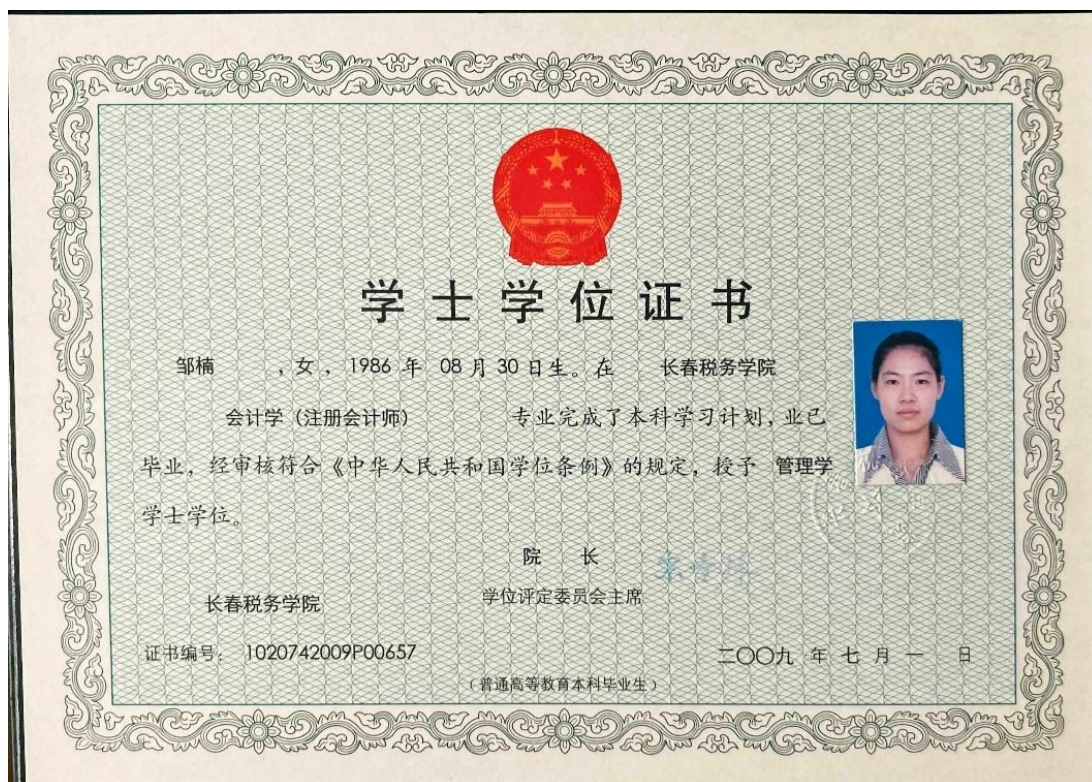 学士学位证书
邹楠 ，女，1986 年 08 月 30 日生。在 长春税务学院
会计学（注册会计师） 专业完成了本科学习计划，业已
毕业，经审核符合《中华人民共和国学位条例》的规定，授予 管理学
学士学位。
院 长
长春税务学院 学位评定委员会主席
证书编号： 1020742009P00657 二〇〇九 年 七 月 一 日
（普通高等教育本科毕业生）